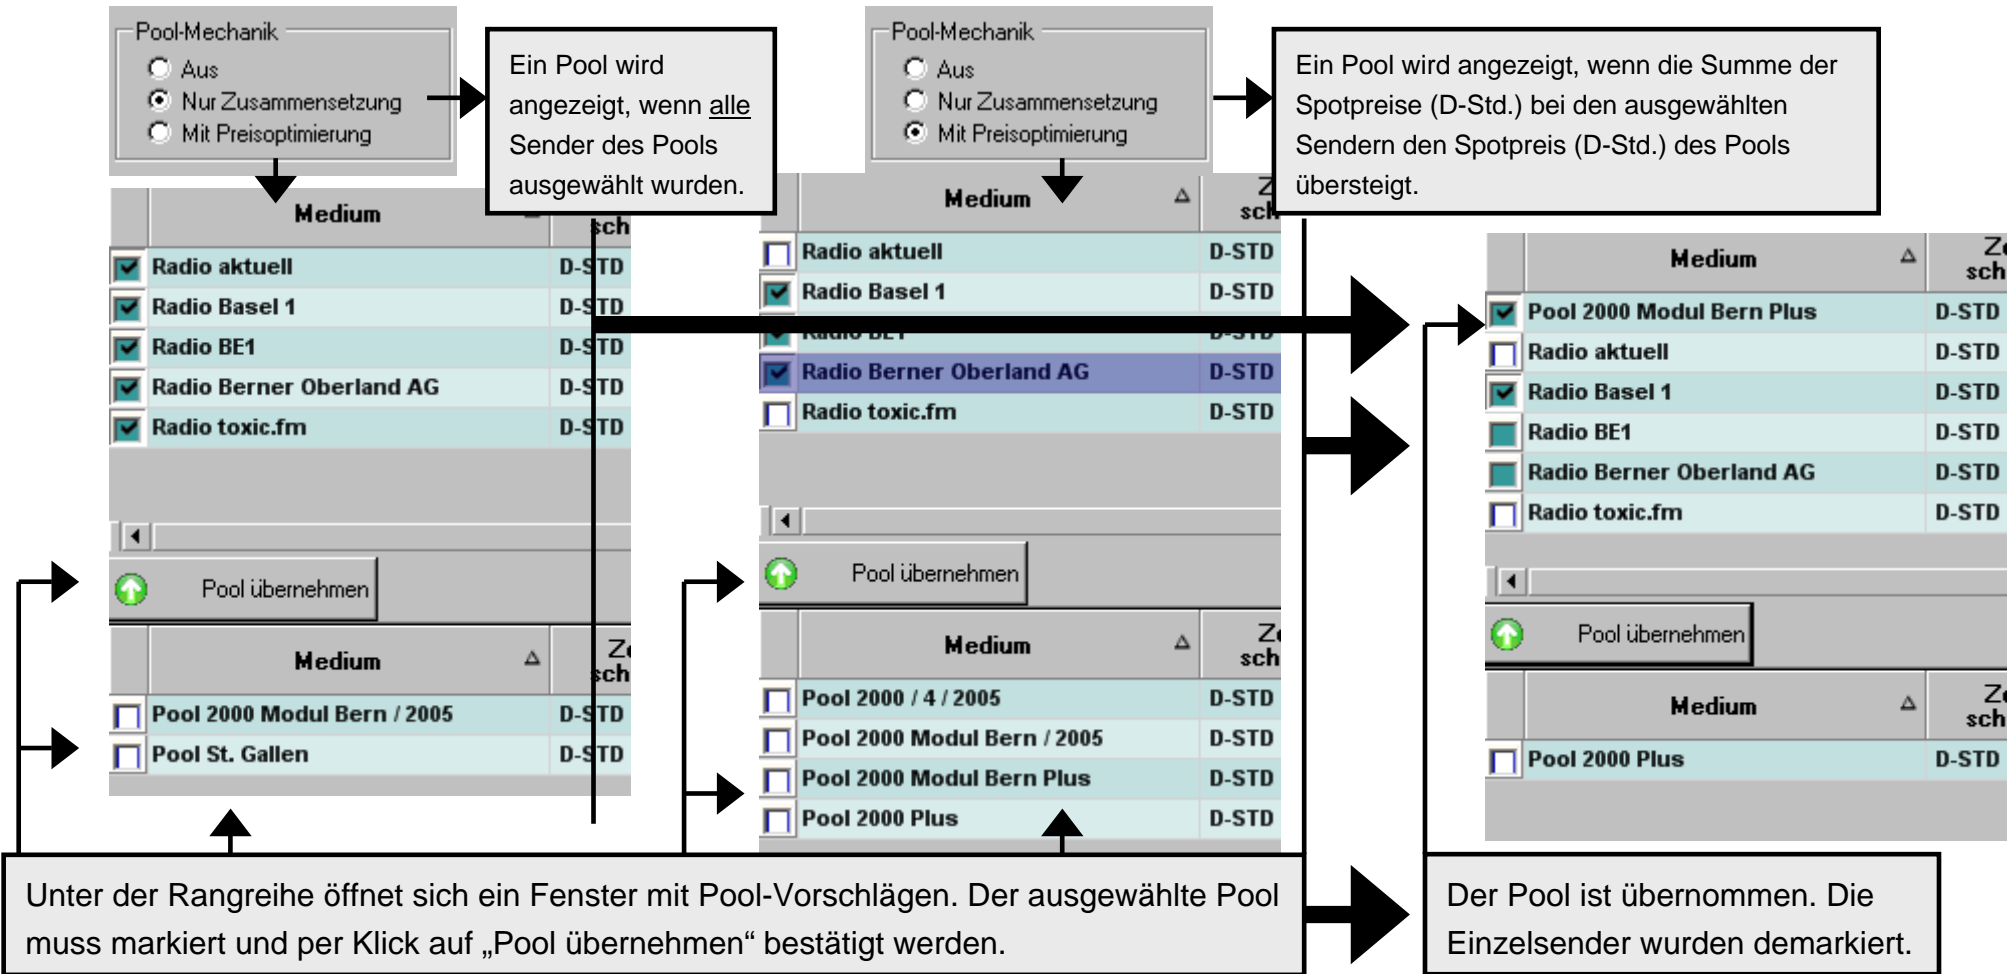 Pool-Mechanik
Aus
Nur Zusammensetzung
Mit Preisoptimierung
Ein Pool wird
angezeigt, wenn alle
Sender des Pools
ausgewählt wurden.
Pool-Mechanik
Aus
Nur Zusammensetzung
Mit Preisoptimierung
Ein Pool wird angezeigt, wenn die Summe der
Spotpreise (D-Std.) bei den ausgewählten
Sendern den Spotpreis (D-Std.) des Pools
übersteigt.
Medium
sch
Radio aktuell D-STD
Radio Basel 1 D-STD
Radio BE1 D-STD
Radio Berner Oberland AG D-STD
Radio toxic.fm D-STD
Pool übernehmen
Medium
sch
Pool 2000 Modul Bern / 2005 D-STD
Pool St. Gallen D-STD
Medium
sch
Radio aktuell D-STD
Radio Basel 1 D-STD
Radio BE1 D-STD
Radio Berner Oberland AG D-STD
Radio toxic.fm D-STD
Pool übernehmen
Medium
sch
Pool 2000 / 4 / 2005 D-STD
Pool 2000 Modul Bern / 2005 D-STD
Pool 2000 Modul Bern Plus D-STD
Pool 2000 Plus D-STD
Medium
sch
Pool 2000 Modul Bern Plus D-STD
Radio aktuell D-STD
Radio Basel 1 D-STD
Radio BE1 D-STD
Radio Berner Oberland AG D-STD
Radio toxic.fm D-STD
Pool übernehmen
Medium
sch
Pool 2000 Plus D-STD
Unter der Rangreihe öffnet sich ein Fenster mit Pool-Vorschlägen. Der ausgewählte Pool
muss markiert und per Klick auf „Pool übernehmen“ bestätigt werden.
Der Pool ist übernommen. Die
Einzelsender wurden demarkiert.